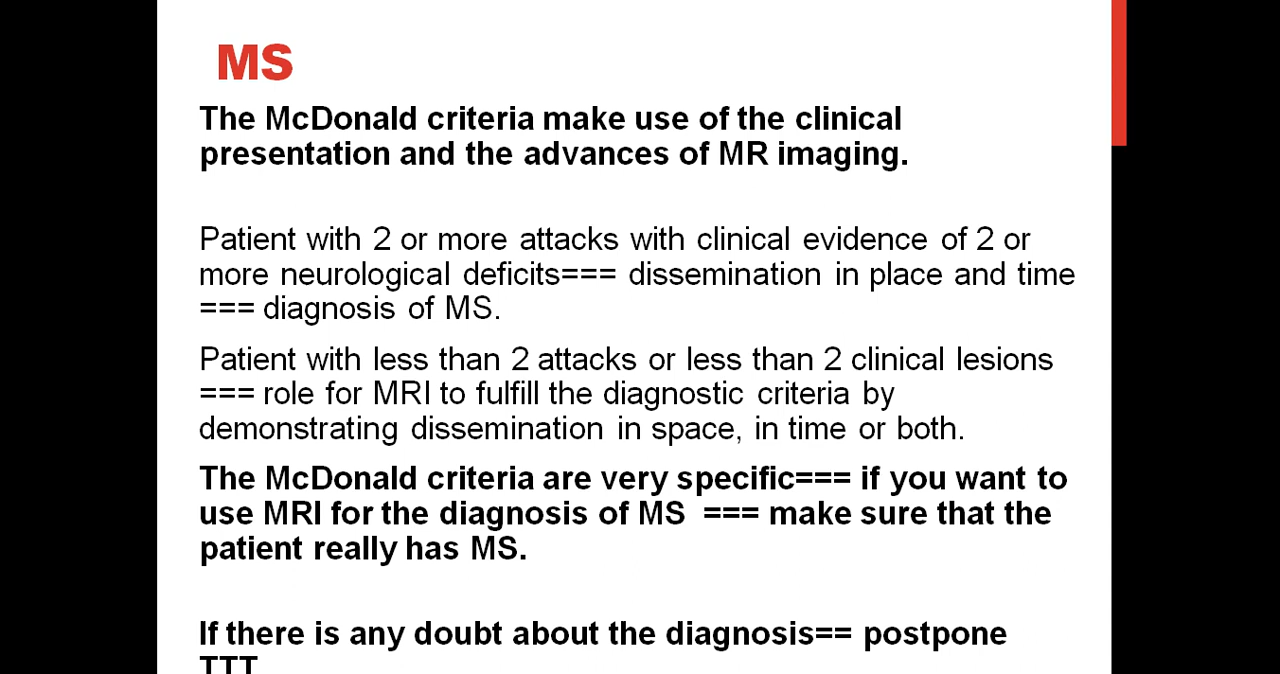 MS
The McDonald criteria make use of the clinical
presentation and the advances of MR imaging.
Patient with 2 or more attacks with clinical evidence of 2 or
more neurological deficits=== dissemination in place and time
=== diagnosis of MS.
Patient with less than 2 attacks or less than 2 clinical lesions
=== role for MRI to fulfill the diagnostic criteria by
demonstrating dissemination in space, in time or both.
The McDonald criteria are very specific=== if you want to
use MRI for the diagnosis of MS === make sure that the
patient really has MS.
If there is any doubt about the diagnosis== postpone
TTT